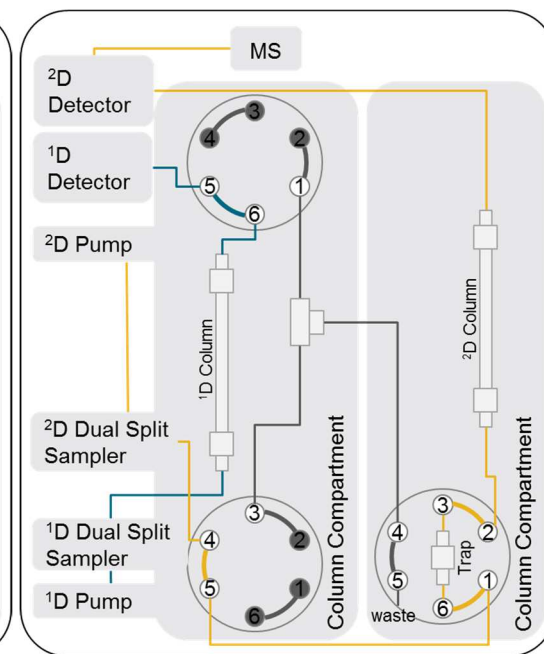 MS
²D
Detector
¹D
Detector
²D Pump
²D Dual Split
Sampler
¹D Dual Split
Sampler
¹D Pump
3
4
2
5
1
6
¹D Column
3
4
2
5
1
6
Column Compartment
²D Column
3
4
2
5
1
6
Trap
waste
Column Compartment